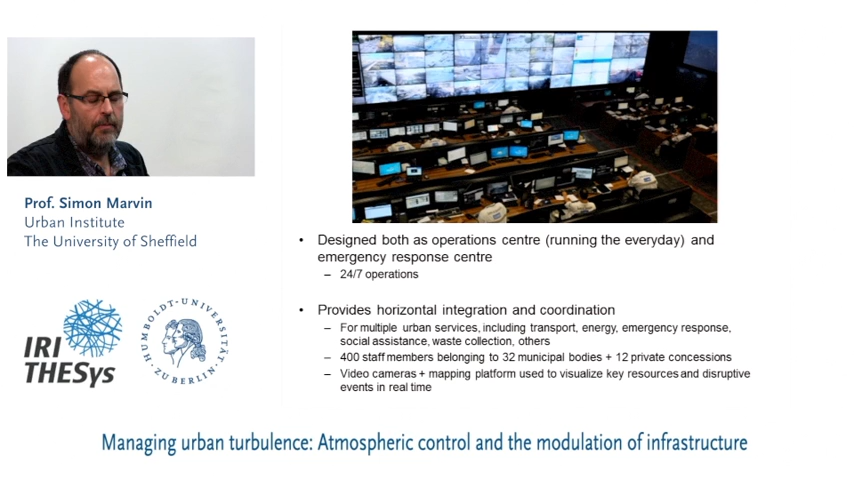 Prof. Simon Marvin
Urban Institute
The University of Sheffield
IRI
THESys
HUMBOLDT-UNIVERSITÄT
ZU BERLIN
• Designed both as operations centre (running the everyday) and
emergency response centre
– 24/7 operations
• Provides horizontal integration and coordination
– For multiple urban services, including transport, energy, emergency response,
social assistance, waste collection, others
– 400 staff members belonging to 32 municipal bodies + 12 private concessions
– Video cameras + mapping platform used to visualize key resources and disruptive
events in real time
Managing urban turbulence: Atmospheric control and the modulation of infrastructure